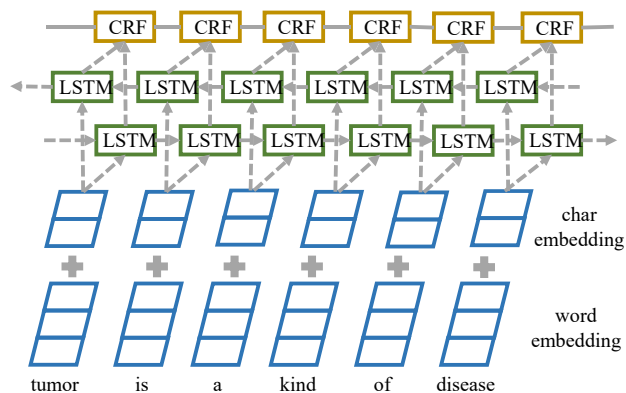 CRF CRF CRF CRF CRF CRF
LSTM LSTM LSTM LSTM LSTM LSTM
LSTM LSTM LSTM LSTM LSTM LSTM
char
embedding
word
embedding
tumor is a kind of disease